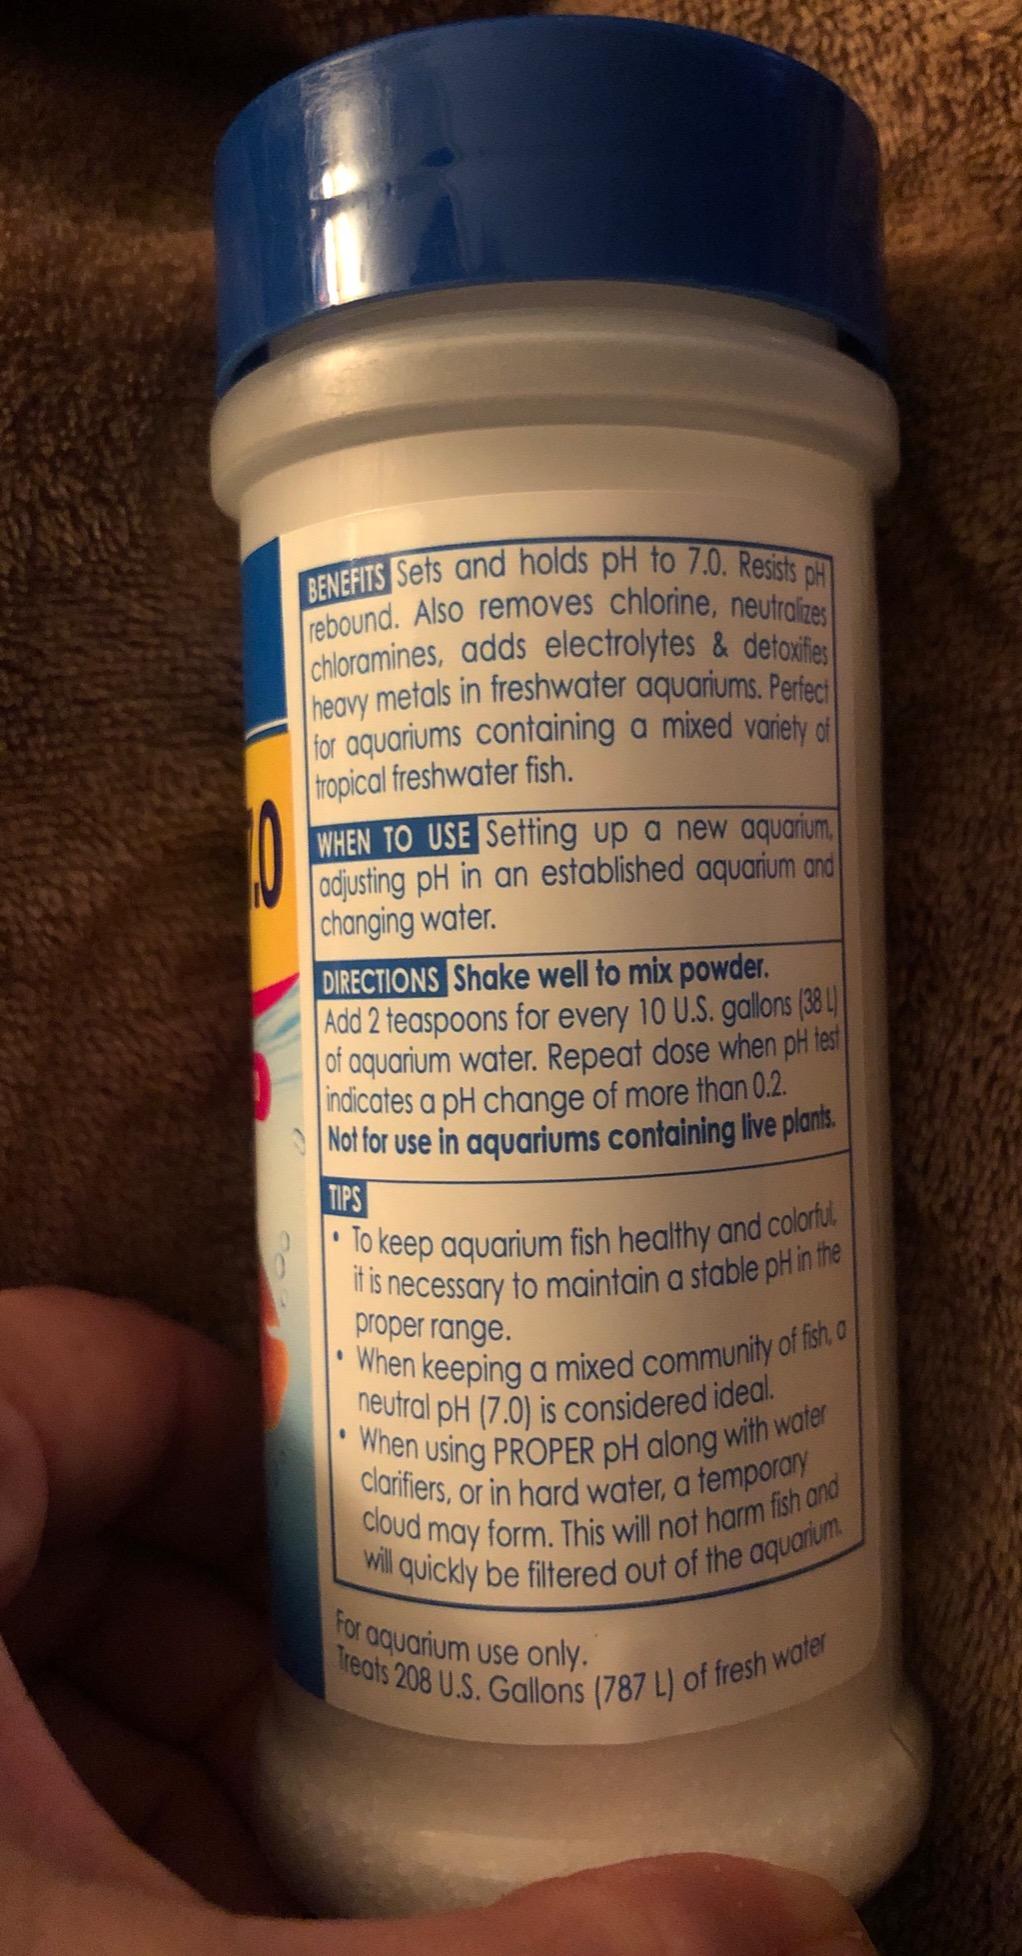 .0
BENEFITS Sets and holds pH to 7.0. Resists pH
rebound. Also removes chlorine, neutralizes
chloramines, adds electrolytes & detoxifies
heavy metals in freshwater aquariums. Perfect
for aquariums containing a mixed variety of
tropical freshwater fish.
WHEN TO USE Setting up a new aquarium,
adjusting pH in an established aquarium and
changing water.
DIRECTIONS Shake well to mix powder.
Add 2 teaspoons for every 10 U.S. gallons (38 L)
of aquarium water. Repeat dose when pH test
indicates a pH change of more than 0.2.
Not for use in aquariums containing live plants.
TIPS
• To keep aquarium fish healthy and colorful,
it is necessary to maintain a stable pH in the
proper range.
• When keeping a mixed community of fish, a
neutral pH (7.0) is considered ideal.
• When using PROPER pH along with water
clarifiers, or in hard water, a temporary
cloud may form. This will not harm fish and
will quickly be filtered out of the aquarium.
For aquarium use only.
Treats 208 U.S. Gallons (787 L) of fresh water